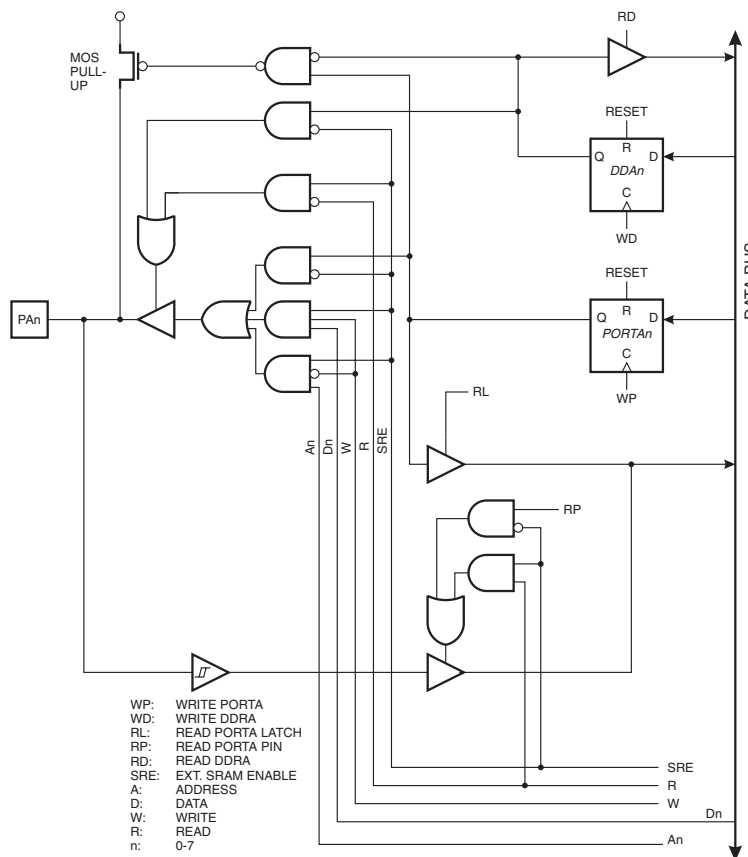 RD
MOS
PULL-
UP
RESET
R
Q D
DDAn
C
WD
RESET
R
Q D
PORTAn
C
WP
DATA BUS
PAn
RL
An
Dn
W
R
SRE
RP
WP: WRITE PORTA
WD: WRITE DDRA
RL: READ PORTA LATCH
RP: READ PORTA PIN
RD: READ DDRA
SRE: EXT. SRAM ENABLE
A: ADDRESS
D: DATA
W: WRITE
R: READ
n: 0-7
SRE
R
W
Dn
An